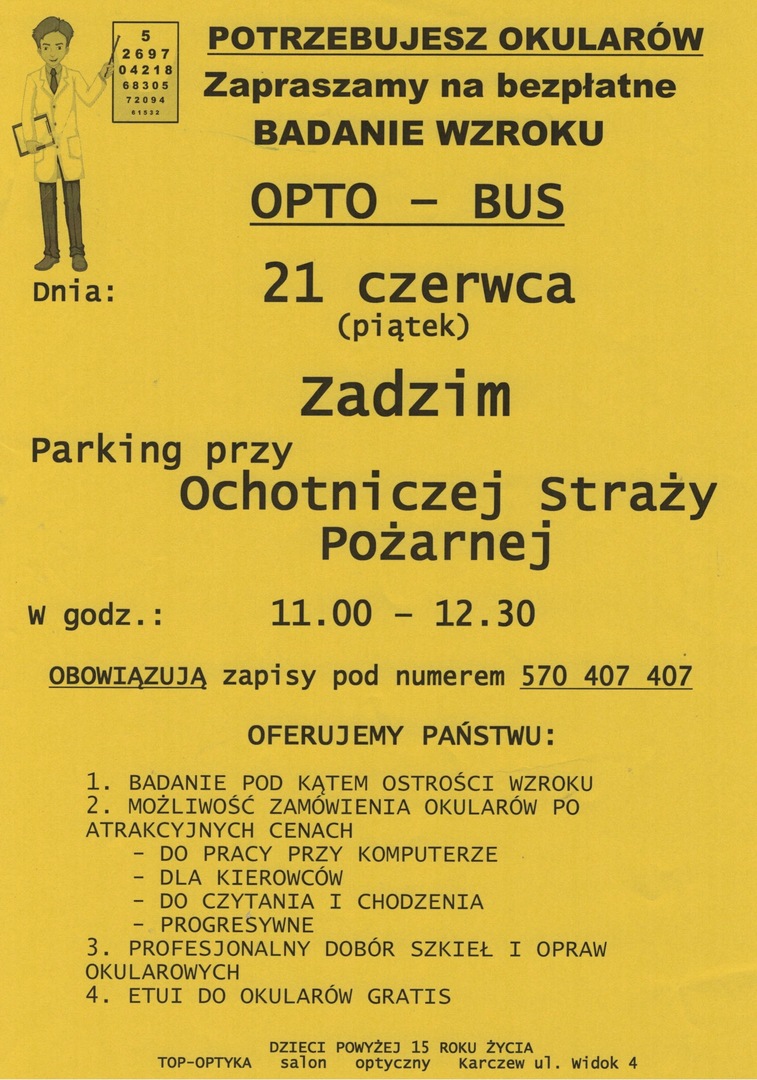 5
2697
04218
68305
72094
61532
POTRZEBUJESZ OKULARÓW
Zapraszamy na bezpłatne
BADANIE WZROKU
OPTO – BUS
Dnia: 21 czerwca
(piątek)
Zadzim
Parking przy
Ochotniczej Straży
Pożarnej
W godz.: 11.00 – 12.30
OBOWIĄZUJĄ zapisy pod numerem 570 407 407
OFERUJEMY PAŃSTWU:
1. BADANIE POD KĄTEM OSTROŚCI WZROKU
2. MOŻLIWOŚĆ ZAMÓWIENIA OKULARÓW PO
ATRAKCYJNYCH CENACH
– DO PRACY PRZY KOMPUTERZE
– DLA KIEROWCÓW
– DO CZYTANIA I CHODZENIA
– PROGRESYWNE
3. PROFESJONALNY DOBÓR SZKIEŁ I OPRAW
OKULAROWYCH
4. ETUI DO OKULARÓW GRATIS
DZIECI POWYŻEJ 15 ROKU ŻYCIA
TOP-OPTYKA salon optyczny Karczew ul. Widok 4